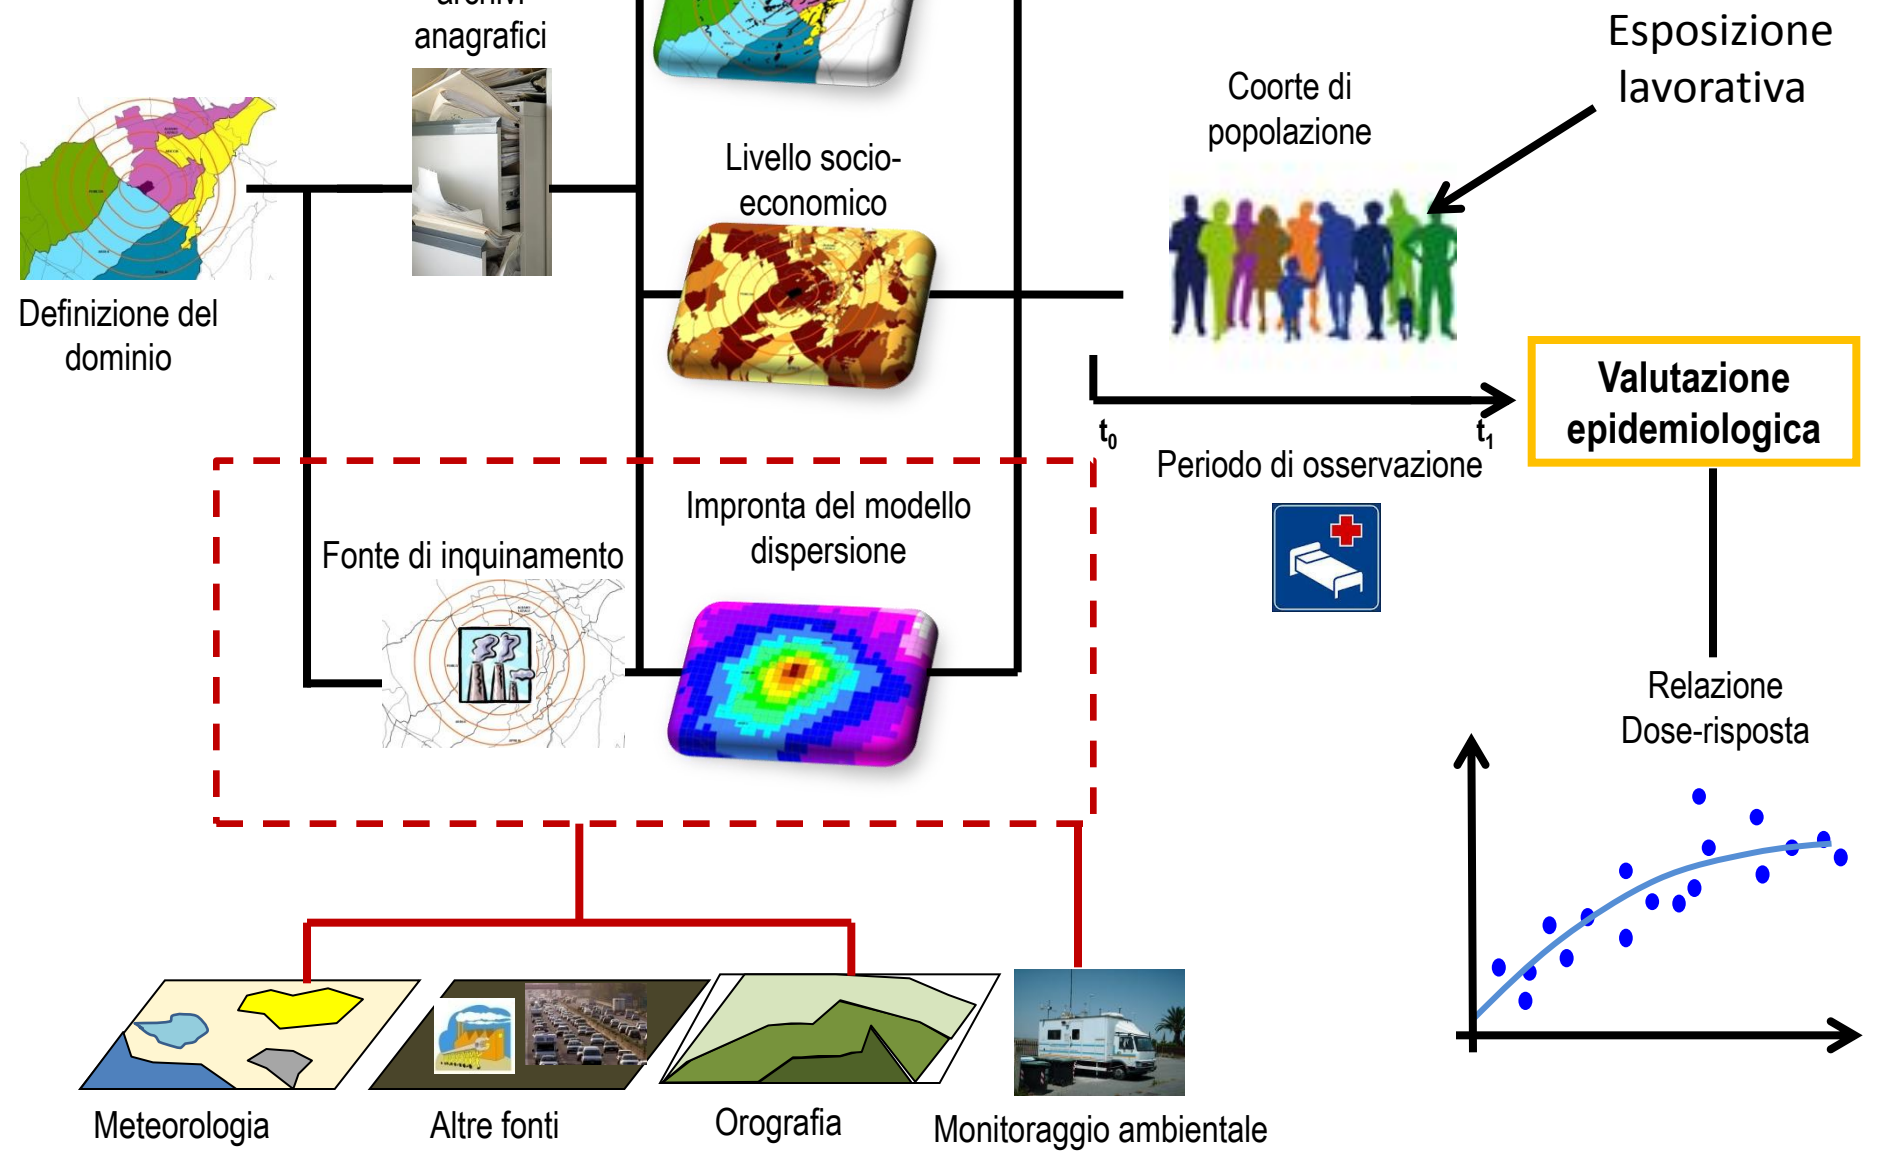 archivi
anagrafici
Esposizione
lavorativa
Coorte di
popolazione
Livello socio-
economico
Definizione del
dominio
Valutazione
epidemiologica
t0
t1
Periodo di osservazione
Impronta del modello
dispersione
Fonte di inquinamento
Relazione
Dose-risposta
Meteorologia
Altre fonti
Orografia
Monitoraggio ambientale